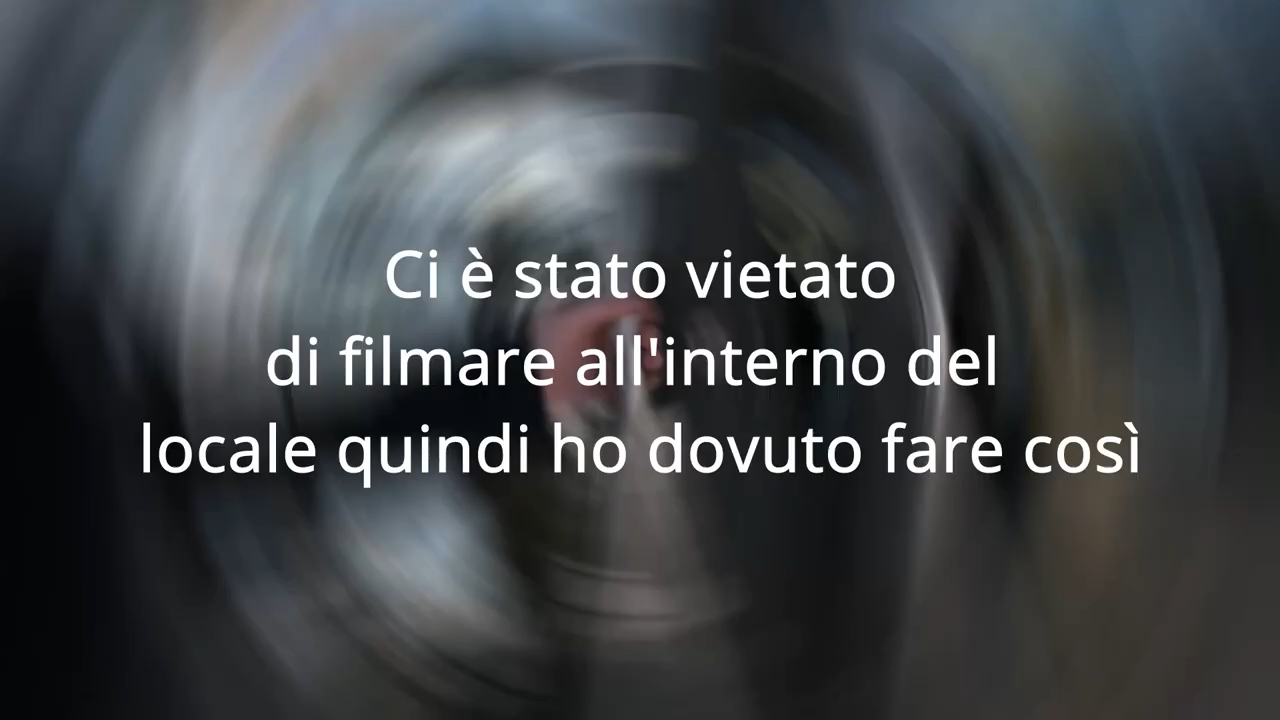 Ci è stato vietato
di filmare all'interno del
locale quindi ho dovuto fare così